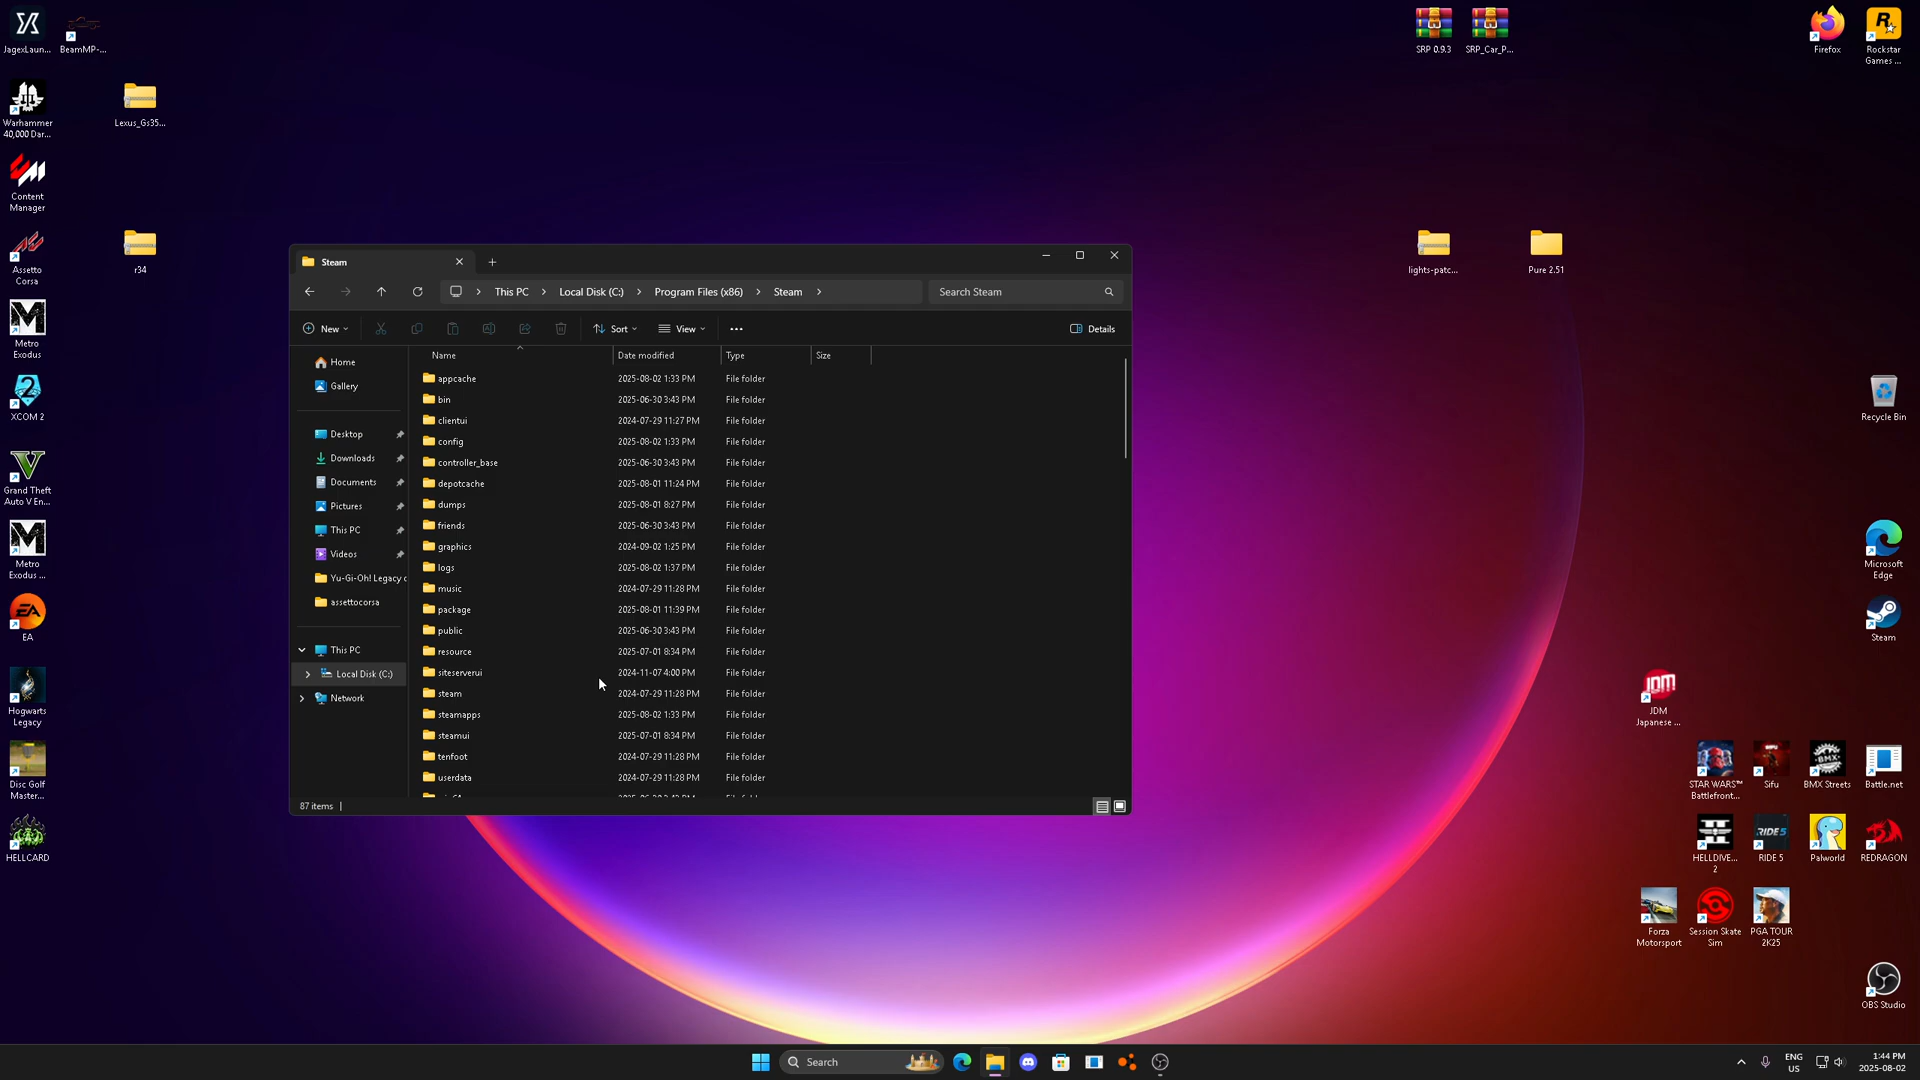 JagexLaun...
BeamMP-...
SRP 0.9.3
SRP_Car_P...
Firefox
Rockstar
Games ...
Warhammer
40,000 Dar...
Lexus_Gs35...
Content
Manager
Assetto
Corsa
r34
lights-patc...
Pure 2.51
Metro
Exodus
XCOM 2
Recycle Bin
Grand Theft
Auto V En...
Metro
Exodus ...
Microsoft
Edge
EA
Steam
Hogwarts
Legacy
JDM
JDM
Japanese ...
Disc Golf
Master...
STAR WARS™
Battlefront...
Sifu
BMX Streets
Battle.net
HELLCARD
HELLDIVE...
2
RIDE 5
Palworld
REDRAGON
Forza
Motorsport
Session Skate
Sim
PGA TOUR
2K25
OBS Studio
Steam
This PC
Local Disk (C:)
Program Files (x86)
Steam
Search Steam
New
Sort
View
Details
Home
Gallery
Desktop
Downloads
Documents
Pictures
This PC
Videos
Yu-Gi-Oh! Legacy o
assettocorsa
This PC
Local Disk (C:)
Network
Name Date modified Type Size
appcache 2025-08-02 1:33 PM File folder
bin 2025-06-30 3:43 PM File folder
clientui 2024-07-29 11:27 PM File folder
config 2025-08-02 1:33 PM File folder
controller_base 2025-06-30 3:43 PM File folder
depotcache 2025-08-01 11:24 PM File folder
dumps 2025-08-01 8:27 PM File folder
friends 2025-06-30 3:43 PM File folder
graphics 2024-09-02 1:25 PM File folder
logs 2025-08-02 1:37 PM File folder
music 2024-07-29 11:28 PM File folder
package 2025-08-01 11:39 PM File folder
public 2025-06-30 3:43 PM File folder
resource 2025-07-01 8:34 PM File folder
siteserverui 2024-11-07 4:00 PM File folder
steam 2024-07-29 11:28 PM File folder
steamapps 2025-08-02 1:33 PM File folder
steamui 2025-07-01 8:34 PM File folder
tenfoot 2024-07-29 11:28 PM File folder
userdata 2024-07-29 11:28 PM File folder
87 items
Search
ENG
US
1:44 PM
2025-08-02